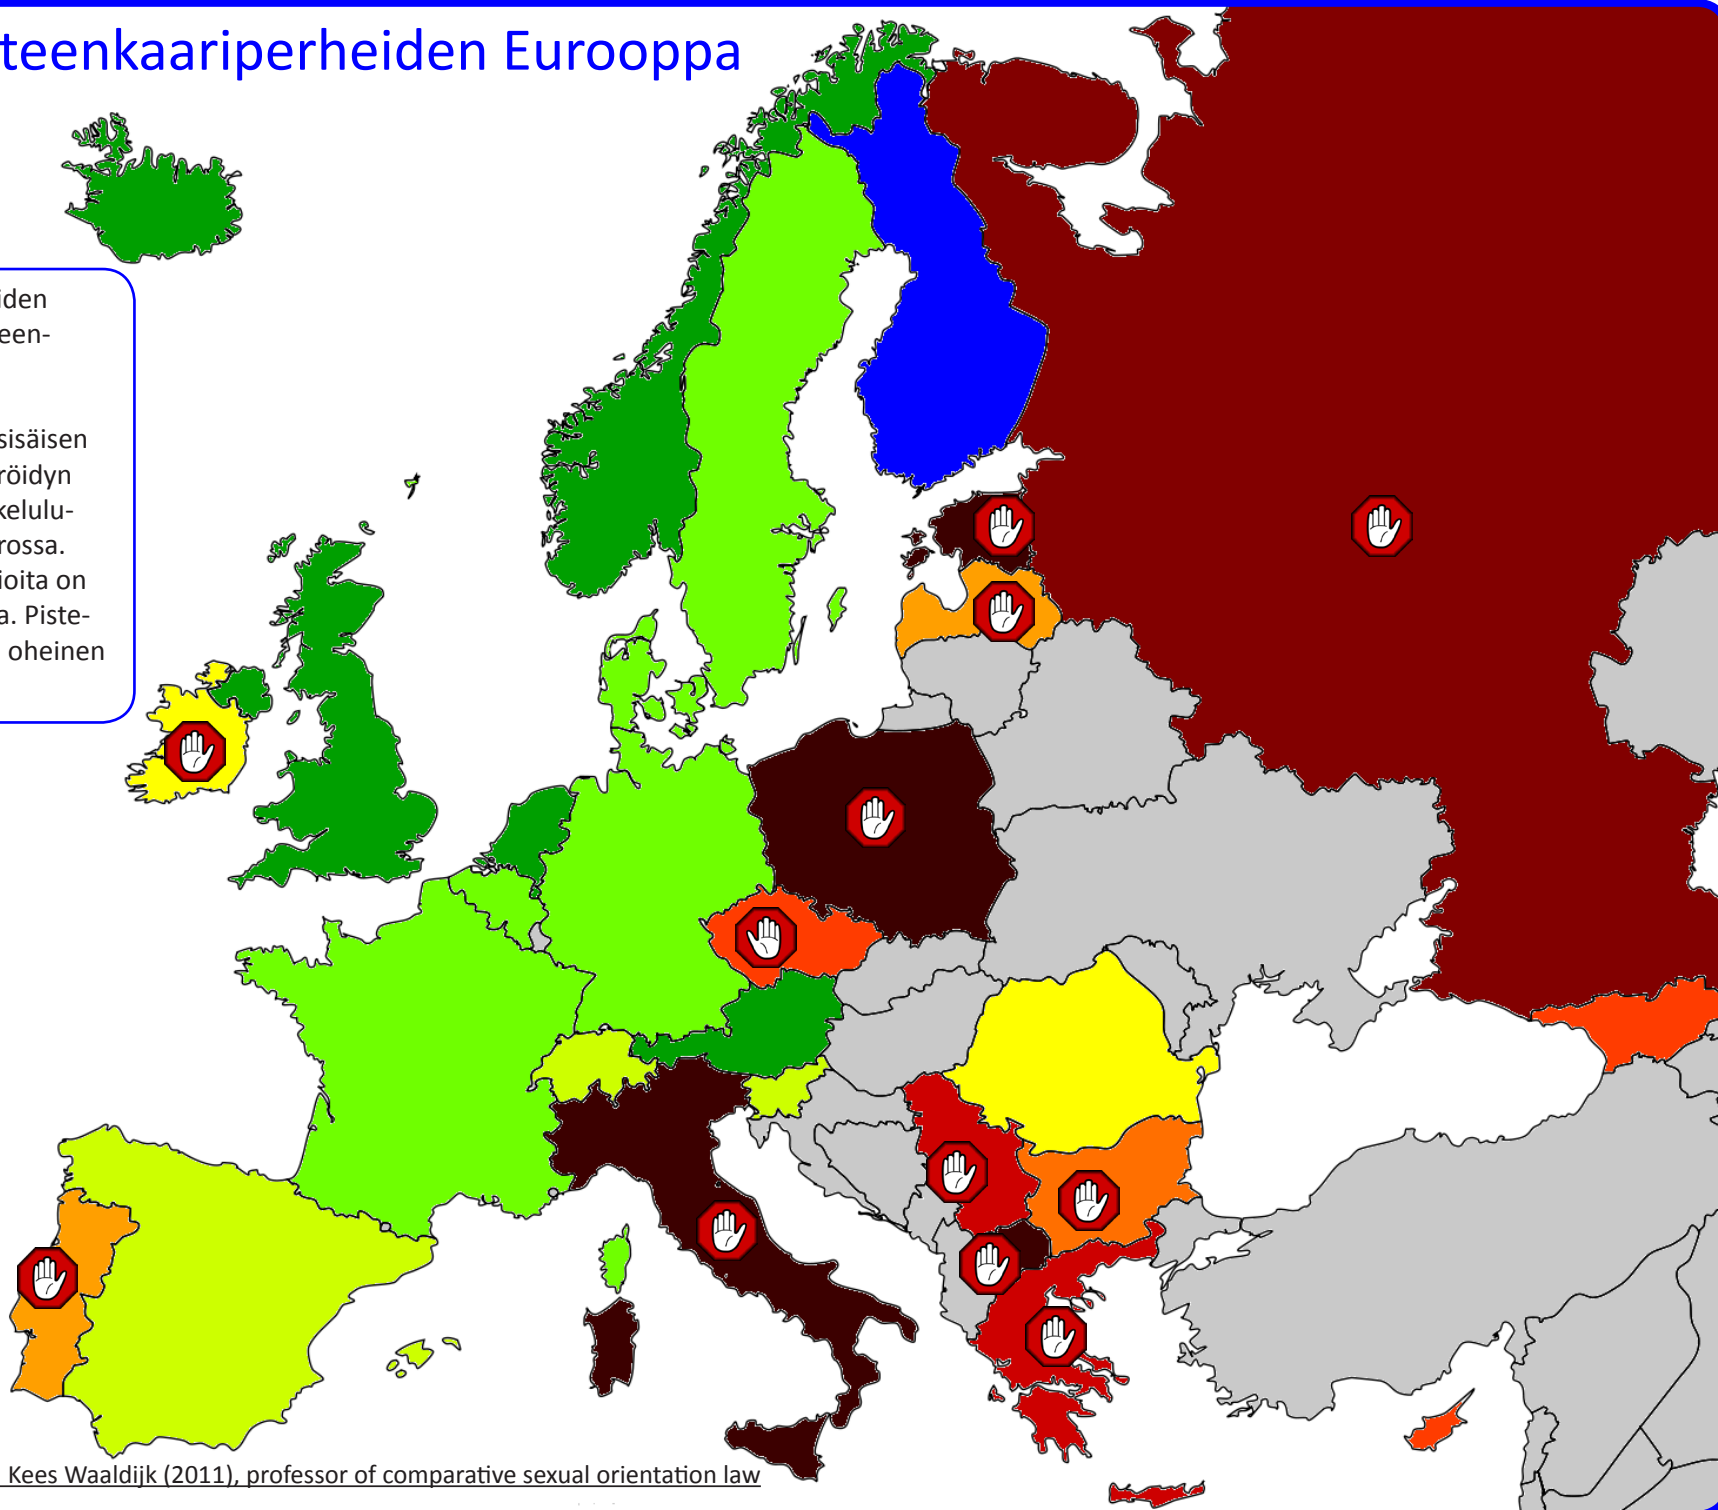 teenkaariperheiden Eurooppa
iden
een-
sisäisen
röidyn
kelulu-
rossa.
ioita on
a. Piste-
oheinen
Kees Waaldijk (2011), professor of comparative sexual orientation law